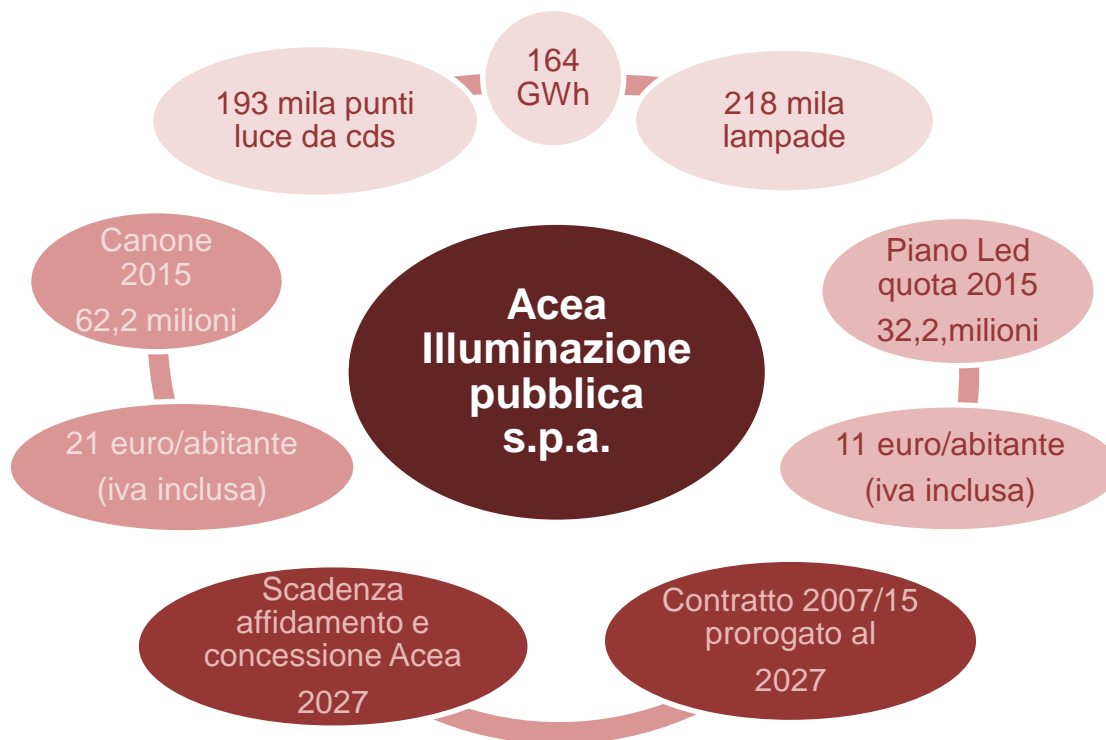 164
GWh
193 mila punti
luce da cds
218 mila
lampade
Canone
2015
62,2 milioni
Piano Led
quota 2015
32,2,milioni
Acea
Illuminazione
pubblica
s.p.a.
21 euro/abitante
(iva inclusa)
11 euro/abitante
(iva inclusa)
Scadenza
affidamento e
concessione Acea
2027
Contratto 2007/15
prorogato al
2027